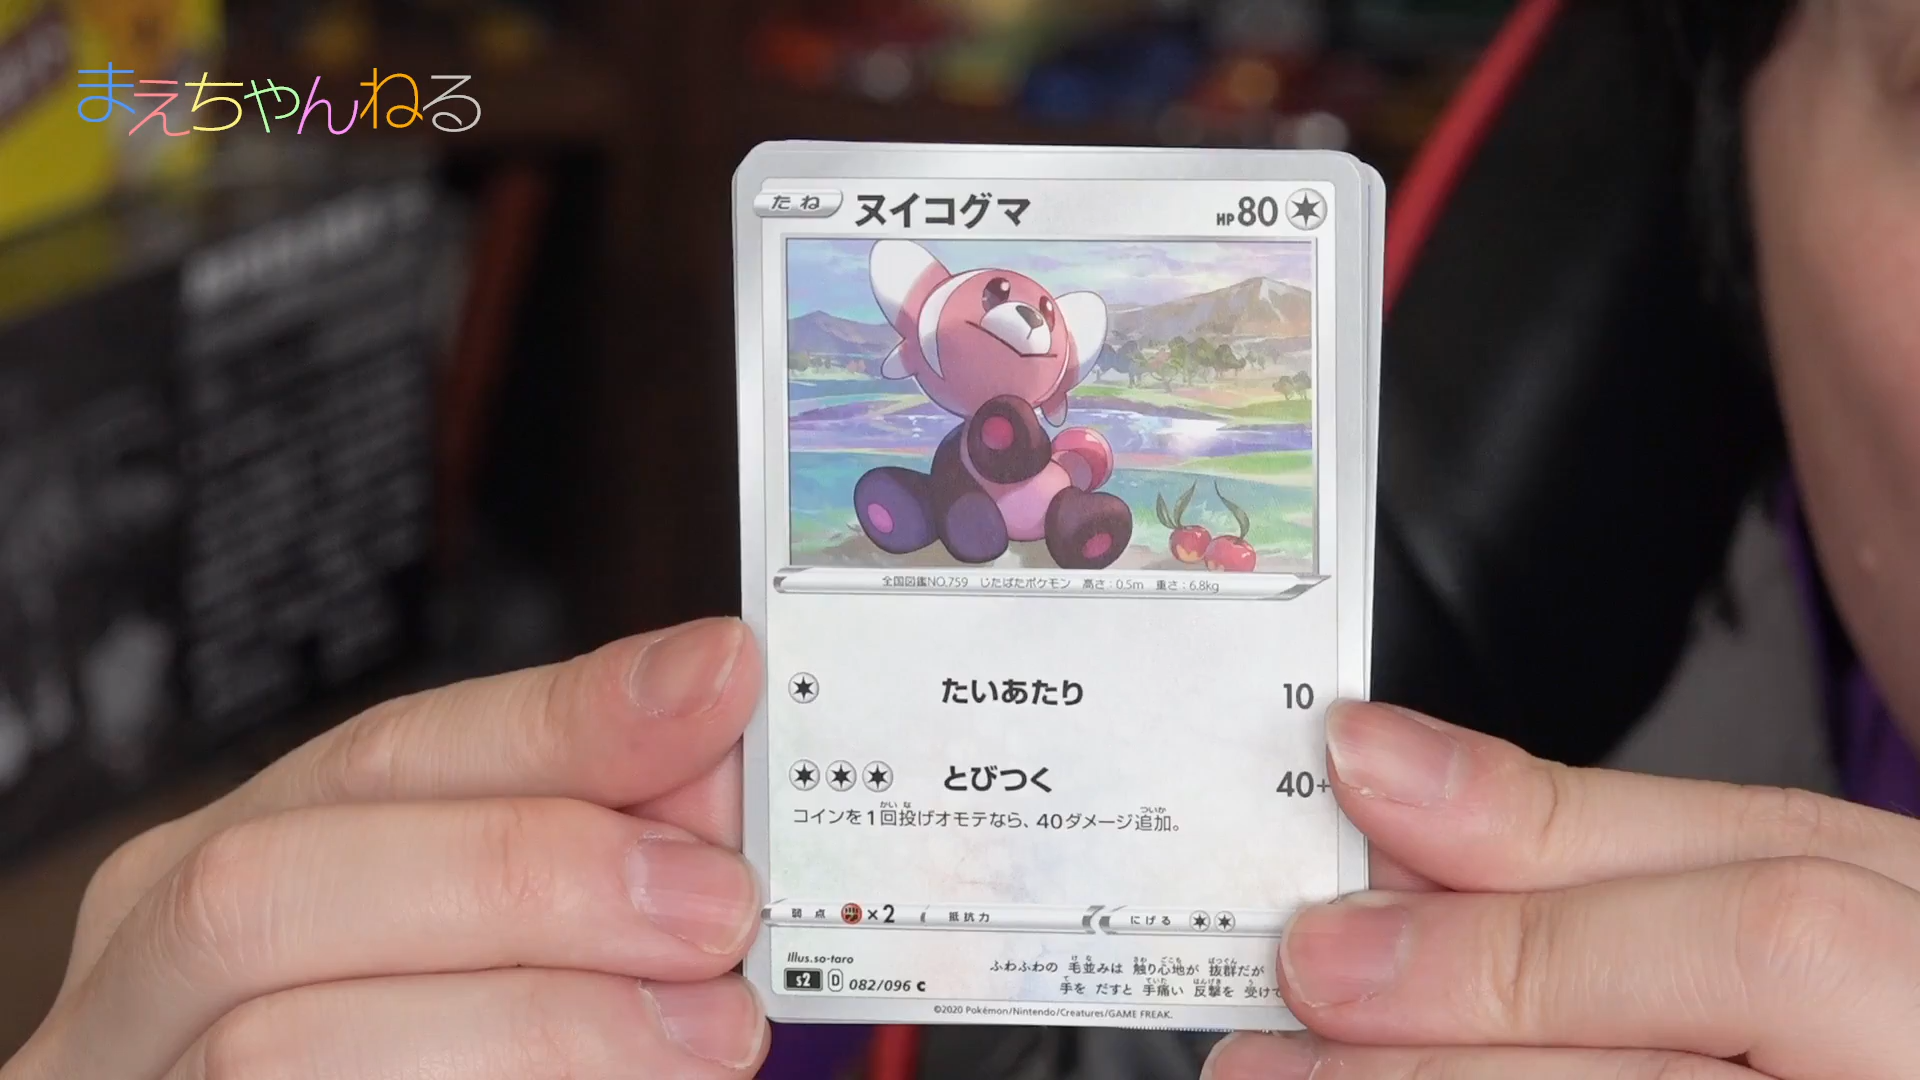 まえちゃんねる
たね ヌイコグマ HP80
全国図鑑NO.759 じたばたポケモン 高さ:0.5m 重さ:6.8kg
たいあたり 10
とびつく 40+
コインを1回投げオモテなら、40ダメージ追加。
弱点 ×2 抵抗力 にげる
Illus.so-taro
ふわふわの 毛並みは 触り心地が 抜群だが
手を だすと 手痛い 反撃を 受けて
s2 D 082/096 C
©2020 Pokémon/Nintendo/Creatures/GAME FREAK.